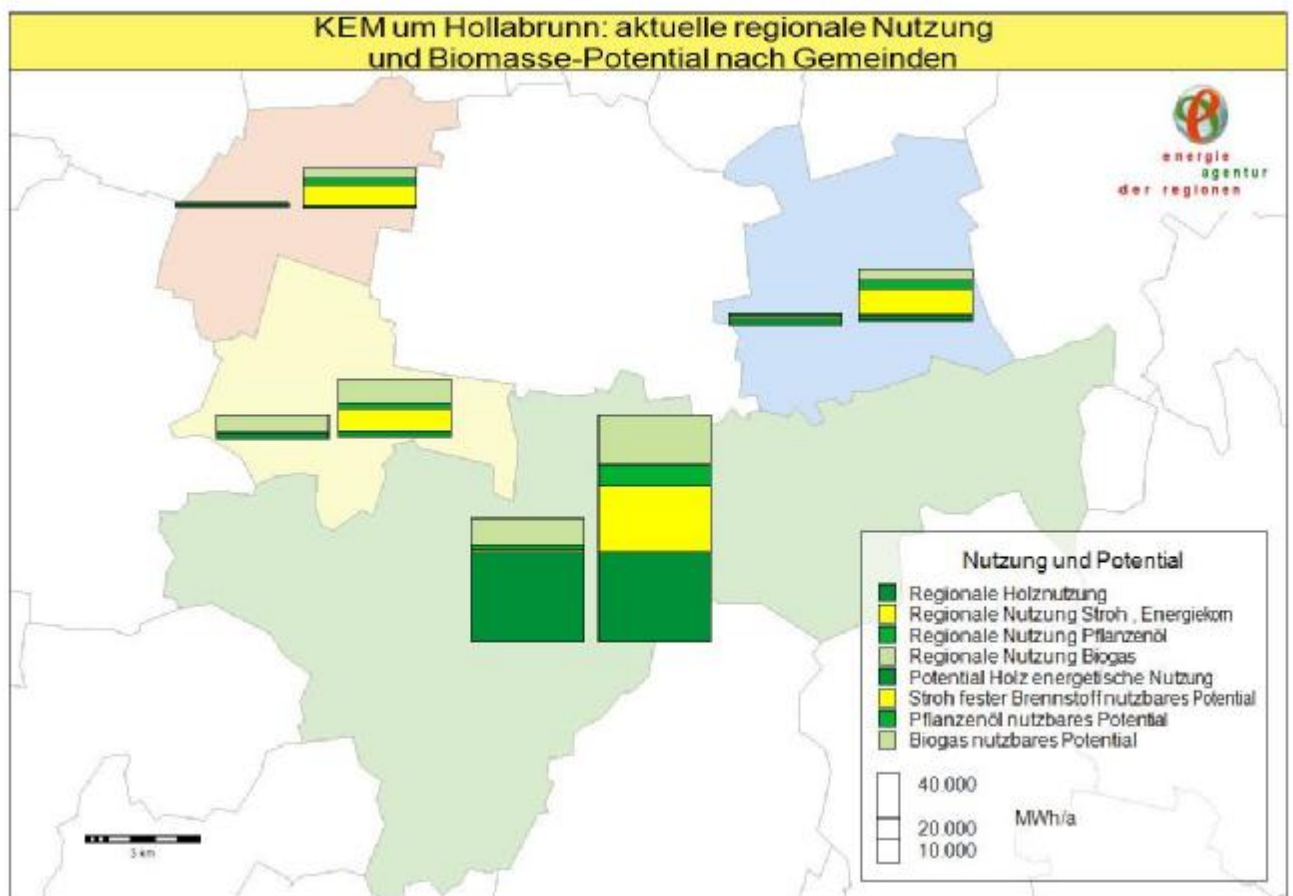 KEM um Hollabrunn: aktuelle regionale Nutzung
und Biomasse-Potential nach Gemeinden
energie
agentur
der regionen
Nutzung und Potential
Regionale Holznutzung
Regionale Nutzung Stroh , Energiekorn
Regionale Nutzung Pflanzenöl
Regionale Nutzung Biogas
Potential Holz energetische Nutzung
Stroh fester Brennstoff nutzbares Potential
Pflanzenöl nutzbares Potential
Biogas nutzbares Potential
40.000
20.000 MWh/a
10.000
5 km